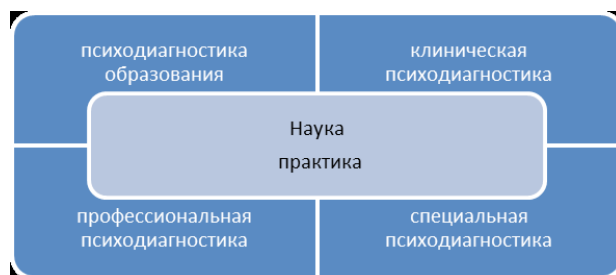 психодиагностика
образования
клиническая
психодиагностика
Наука
практика
профессиональная
психодиагностика
специальная
психодиагностика